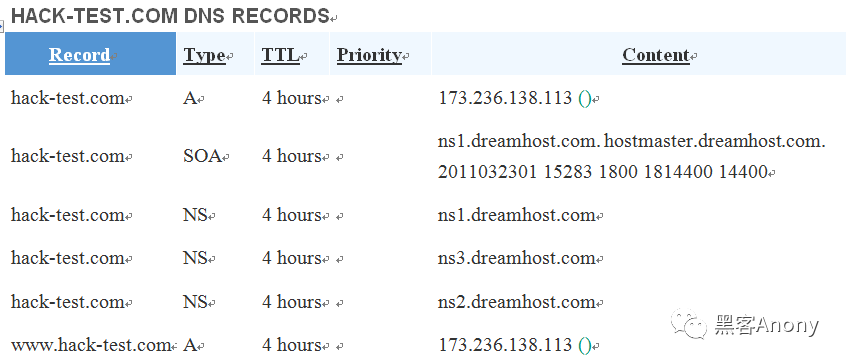 HACK-TEST.COM DNS RECORDS
Record Type TTL Priority Content
hack-test.com A 4 hours 173.236.138.113 ()
hack-test.com SOA 4 hours ns1.dreamhost.com. hostmaster.dreamhost.com.
2011032301 15283 1800 1814400 14400
hack-test.com NS 4 hours ns1.dreamhost.com
hack-test.com NS 4 hours ns3.dreamhost.com
hack-test.com NS 4 hours ns2.dreamhost.com
www.hack-test.com A 4 hours 173.236.138.113 ()
黑客Anony